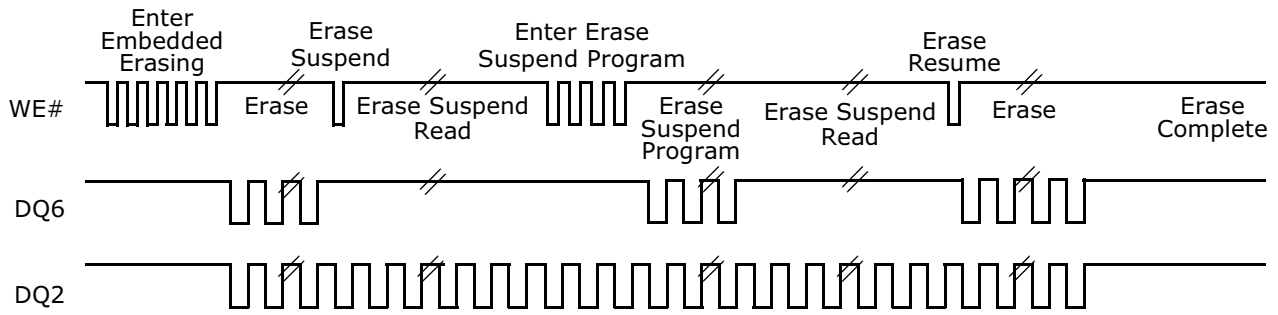 Enter
Embedded
Erasing
Erase
Suspend
Enter Erase
Suspend Program
Erase
Resume
WE#
Erase
Erase Suspend
Read
Erase
Suspend
Program
Erase Suspend
Read
Erase
Erase
Complete
DQ6
DQ2